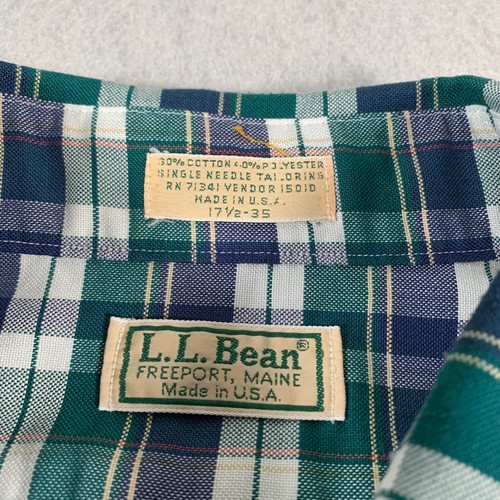 60% COTTON 40% POLYESTER
SINGLE NEEDLE TAILORING
RN 71341 VENDOR 15010
MADE IN U.S.A.
17 1/2-35
L.L.Bean®
FREEPORT, MAINE
Made in U.S.A.